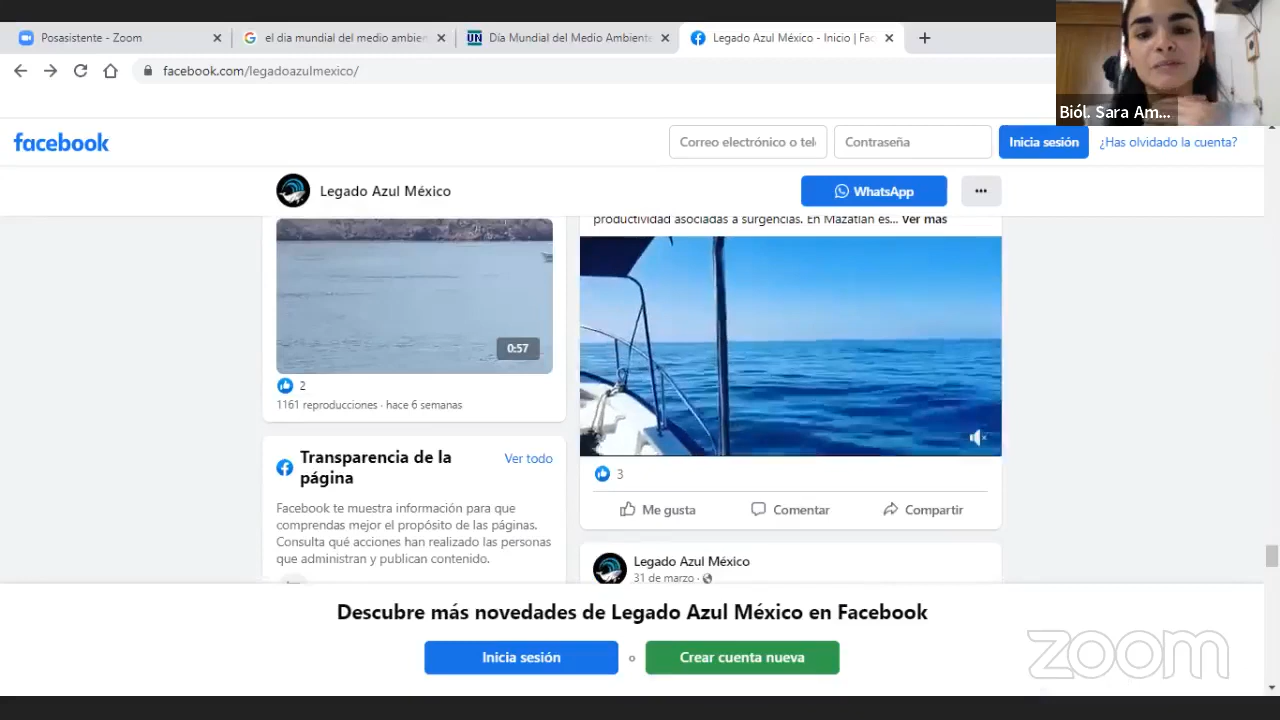 Posasistente - Zoom
el dia mundial del medio ambien
UN
Día Mundial del Medio Ambiente
Legado Azul México - Inicio | Fac
facebook.com/legadoazulmexico/
Biól. Sara Am...
facebook
Correo electrónico o tel
Contraseña
Inicia sesión
¿Has olvidado la cuenta?
Legado Azul México
WhatsApp
productividad asociadas a surgencias. En Mazatlán es... Ver más
0:57
2
1161 reproducciones · hace 6 semanas
Transparencia de la
página
Ver todo
Facebook te muestra información para que
comprendas mejor el propósito de las páginas.
Consulta qué acciones han realizado las personas
que administran y publican contenido.
3
Me gusta
Comentar
Compartir
Legado Azul México
31 de marzo ·
Descubre más novedades de Legado Azul México en Facebook
Inicia sesión
o
Crear cuenta nueva
zoom